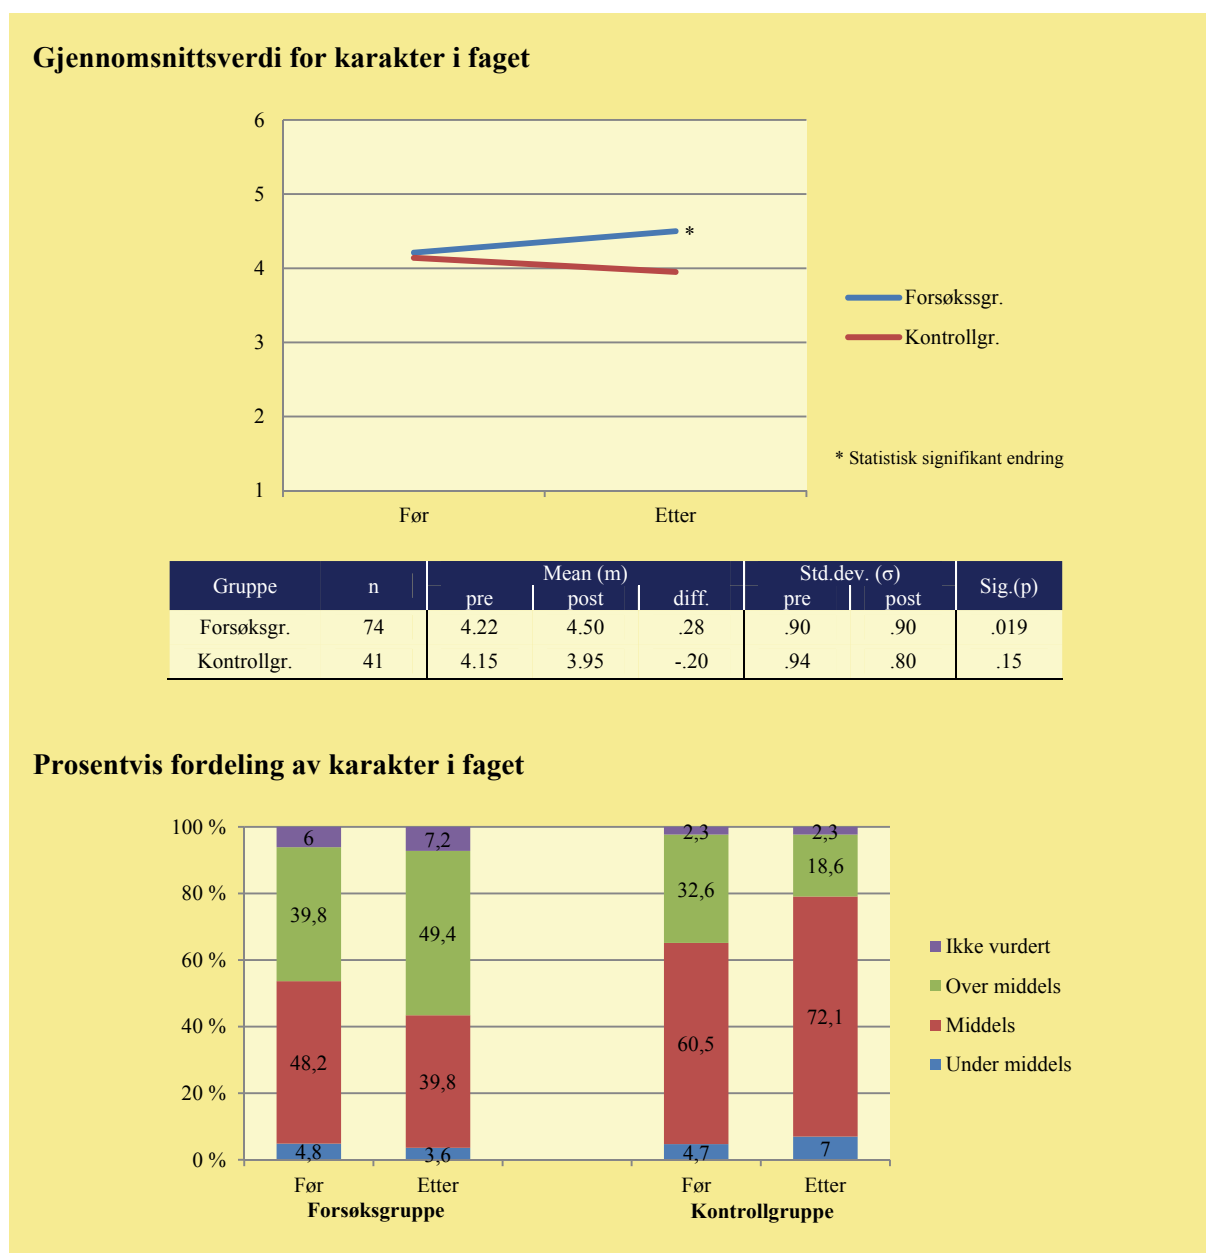 Gjennomsnittsverdi for karakter i faget
6
5
4
3
2
1
*
Før Etter
Forsøkssgr.
Kontrollgr.
* Statistisk signifikant endring
Gruppe n Mean (m) Std.dev. (σ) Sig.(p)
pre post diff. pre post
Forsøksgr. 74 4.22 4.50 .28 .90 .90 .019
Kontrollgr. 41 4.15 3.95 -.20 .94 .80 .15
Prosentvis fordeling av karakter i faget
100 %
80 %
60 %
40 %
20 %
0 %
6 7,2 2,3 2,3
39,8 49,4 32,6 18,6
48,2 39,8 60,5 72,1
4,8 3,6 4,7 7
Før Etter Før Etter
Forsøksgruppe Kontrollgruppe
Ikke vurdert
Over middels
Middels
Under middels